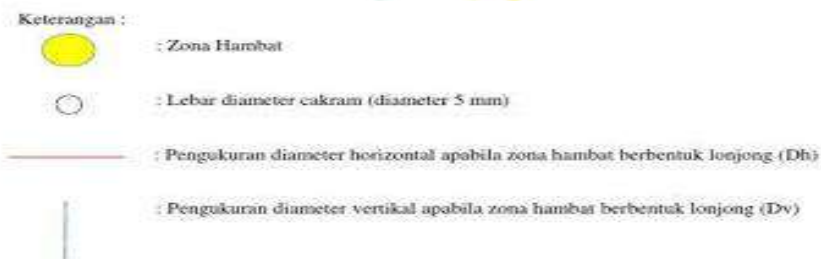 Keterangan :
: Zona Hambat
: Lebar diameter cakram (diameter 5 mm)
: Pengukuran diameter horizontal apabila zona hambat berbentuk lonjong (Dh)
: Pengukuran diameter vertikal apabila zona hambat berbentuk lonjong (Dv)